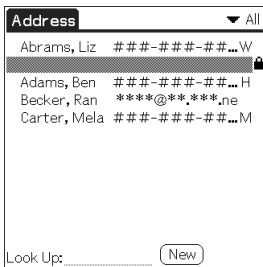 Address ▼ All
Abrams, Liz ###-###-##...W
Adams, Ben ###-###-##...H
Becker, Ran ****@**.***.ne
Carter, Mela ###-###-##...M
Look Up: New